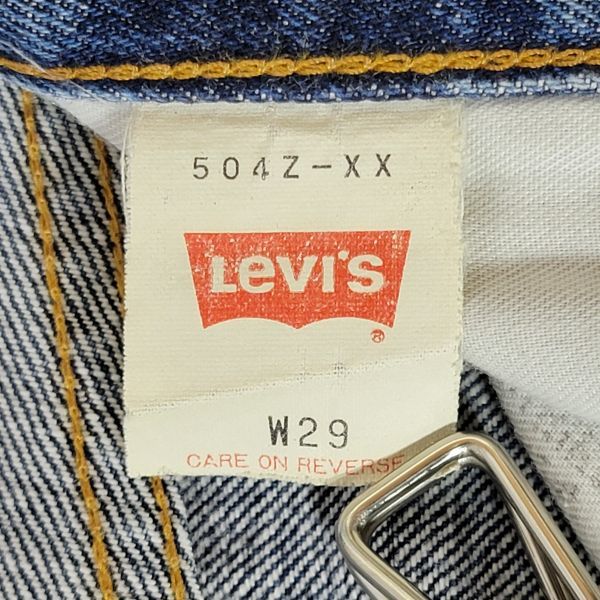 504Z-XX
LEVI'S
®
W29
CARE ON REVERSE